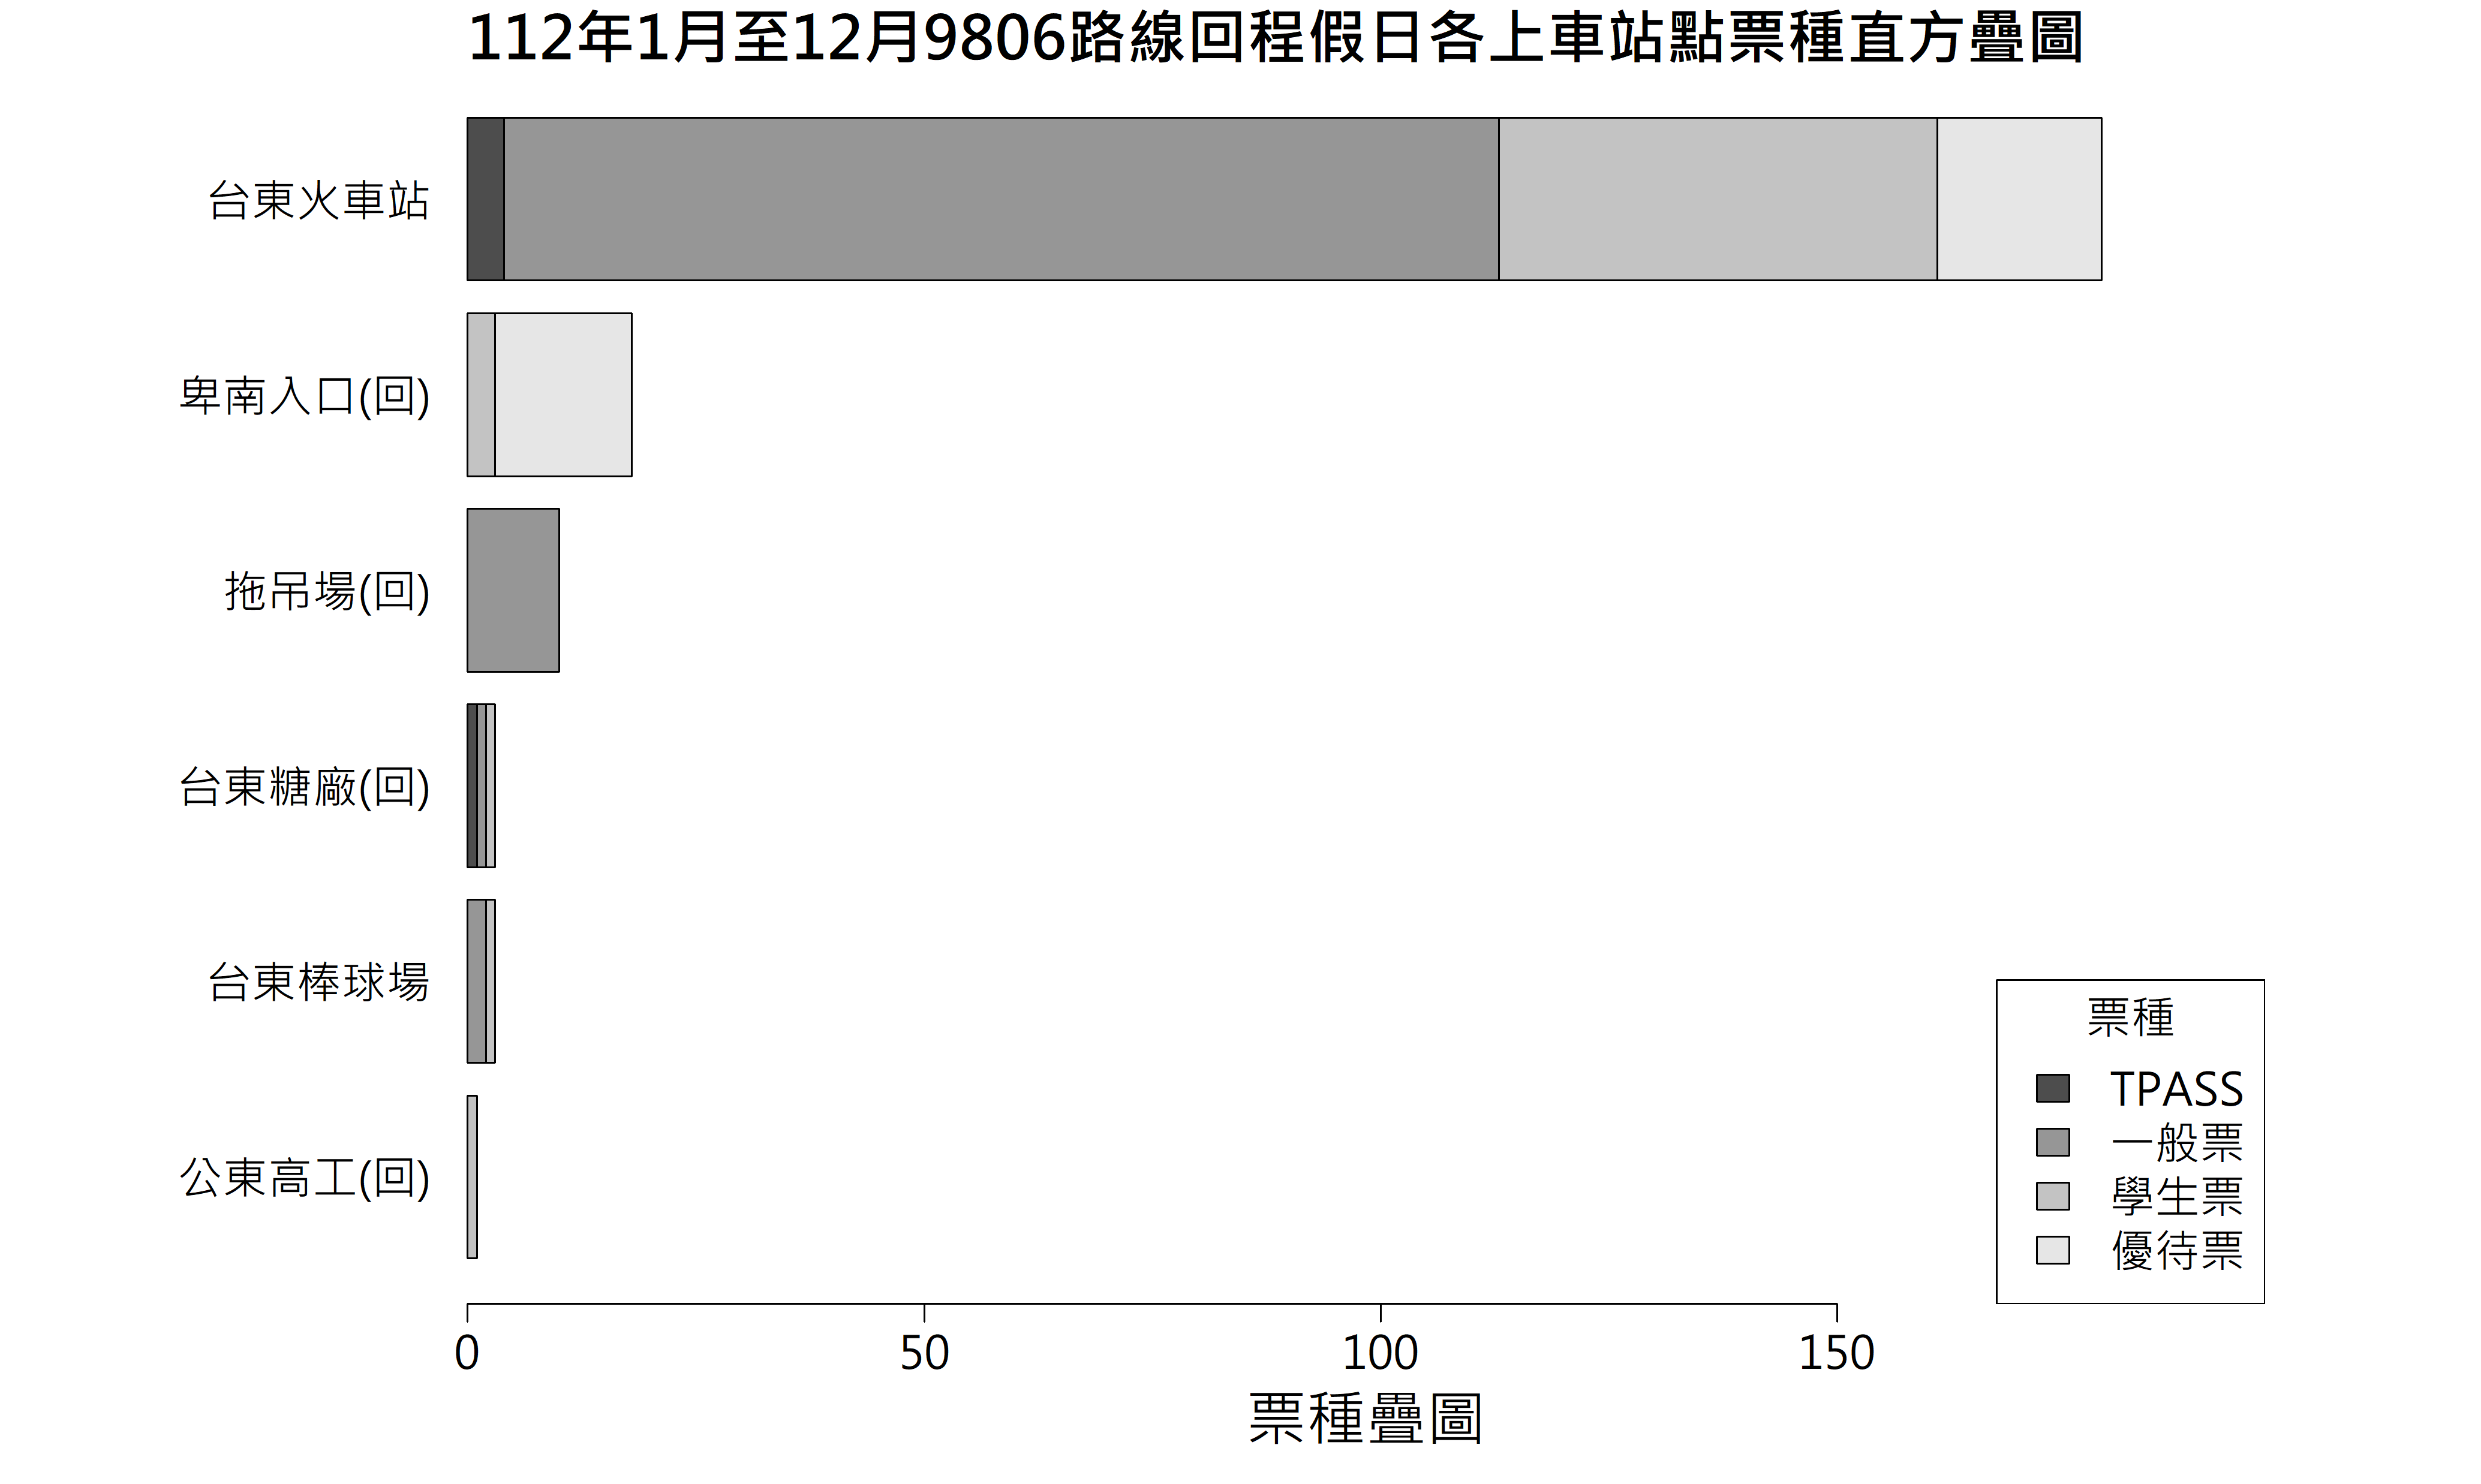 112年1月至12月9806路線回程假日各上車站點票種直方疊圖
台東火車站
卑南入口(回)
拖吊場(回)
台東糖廠(回)
台東棒球場
公東高工(回)
票種
TPASS
一般票
學生票
優待票
0 50 100 150
票種疊圖